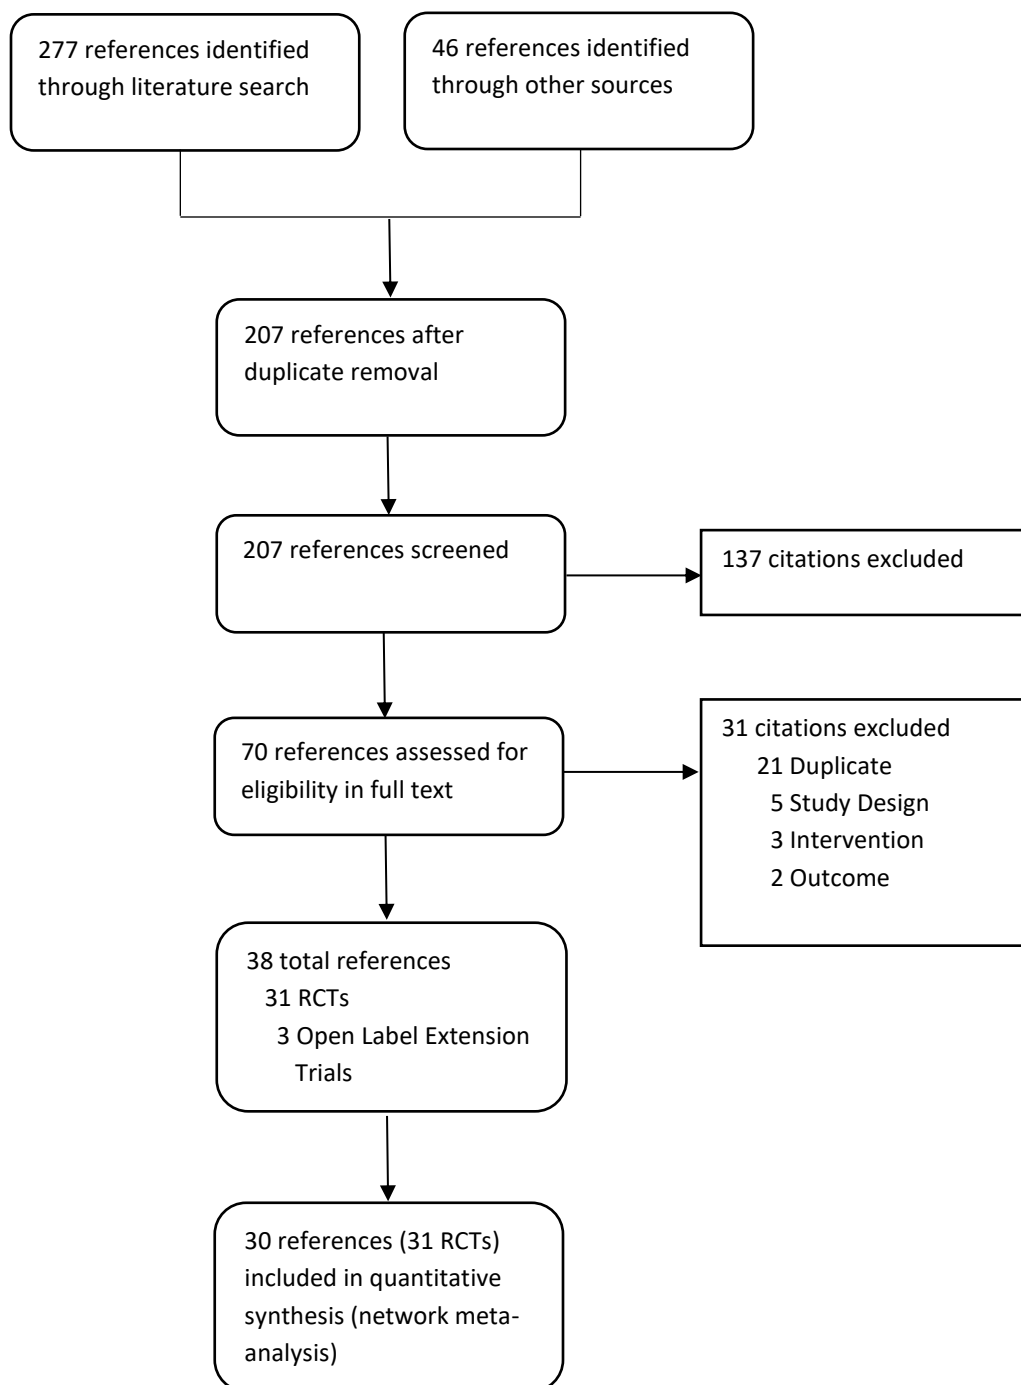 277 references identified
through literature search
46 references identified
through other sources
207 references after
duplicate removal
207 references screened
137 citations excluded
70 references assessed for
eligibility in full text
31 citations excluded
21 Duplicate
5 Study Design
3 Intervention
2 Outcome
38 total references
31 RCTs
3 Open Label Extension
Trials
30 references (31 RCTs)
included in quantitative
synthesis (network meta-
analysis)